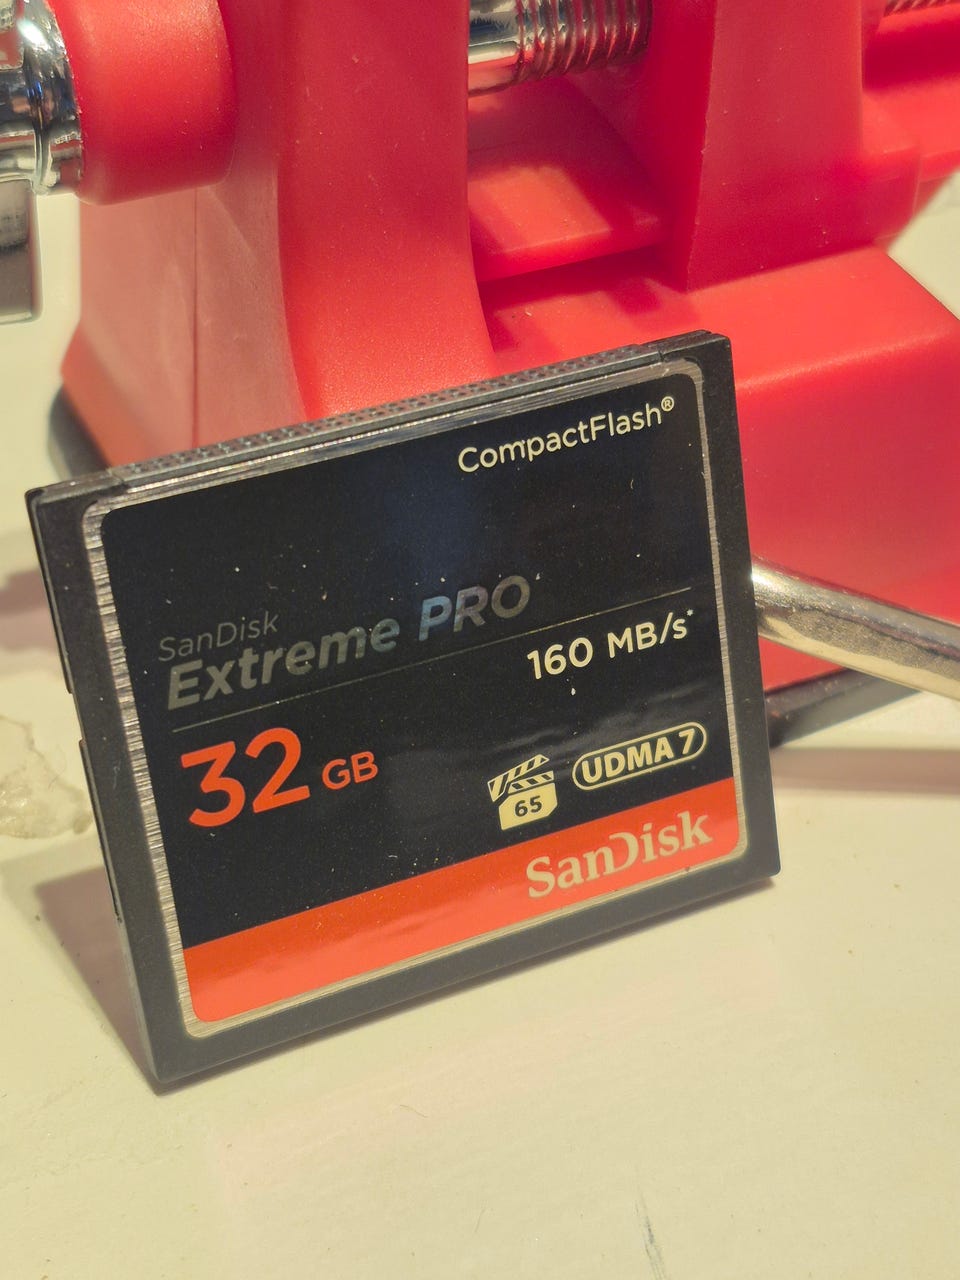 CompactFlash®
SanDisk
Extreme PRO
160 MB/s*
32 GB
65
UDMA 7
SanDisk